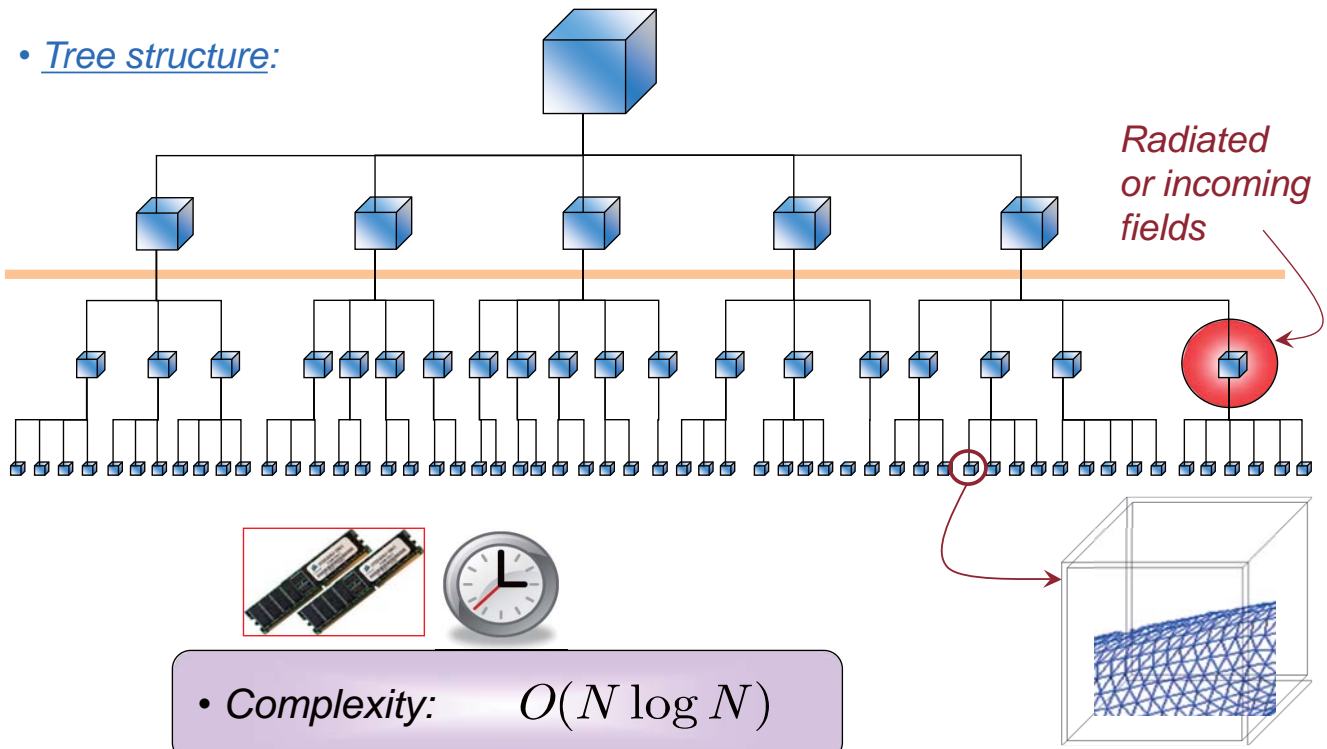 • Tree structure:
Radiated
or incoming
fields
• Complexity: O(N log N)